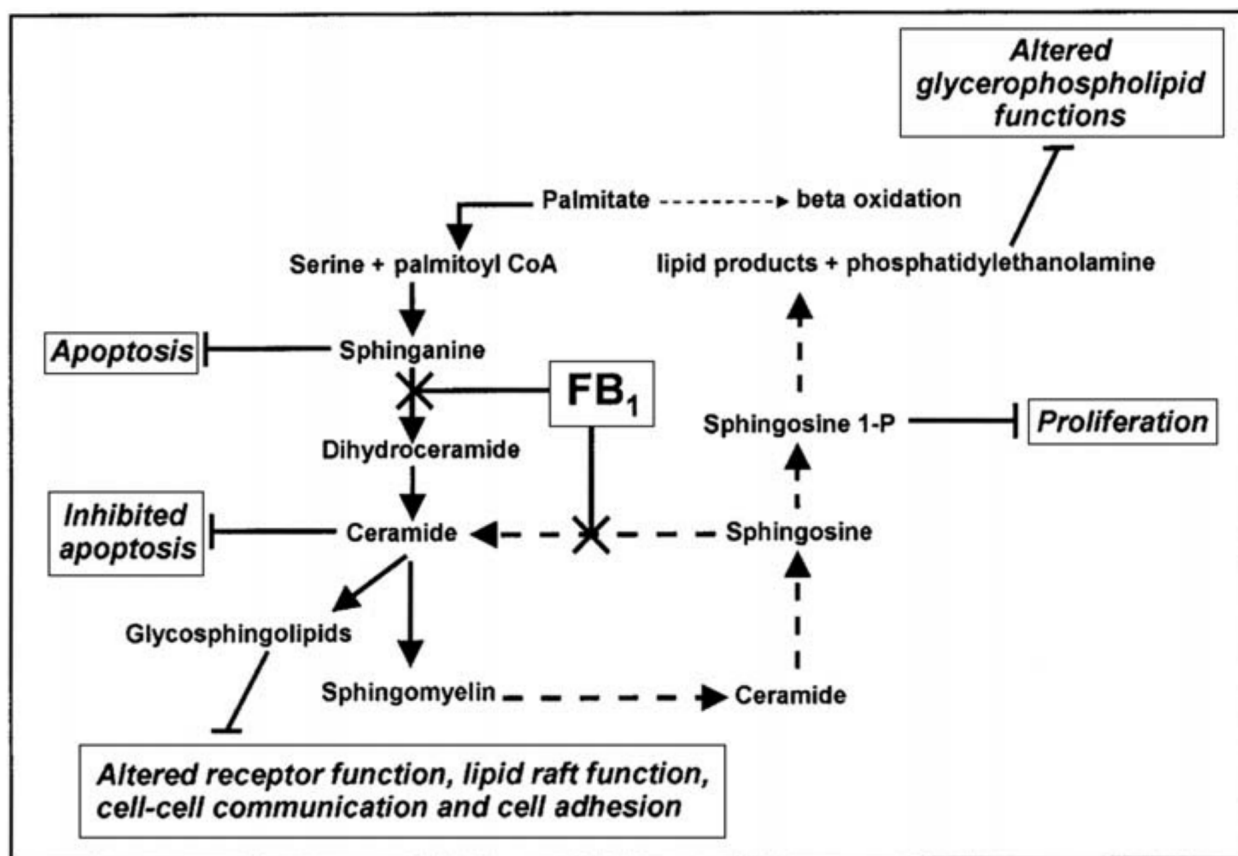 Altered
glycerophospholipid
functions
Palmitate
beta oxidation
Serine + palmitoyl CoA
lipid products + phosphatidylethanolamine
Apoptosis
Sphinganine
FB1
Sphingosine 1-P
Proliferation
Dihydroceramide
Inhibited
apoptosis
Ceramide
Sphingosine
Glycosphingolipids
Sphingomyelin
Ceramide
Altered receptor function, lipid raft function,
cell-cell communication and cell adhesion